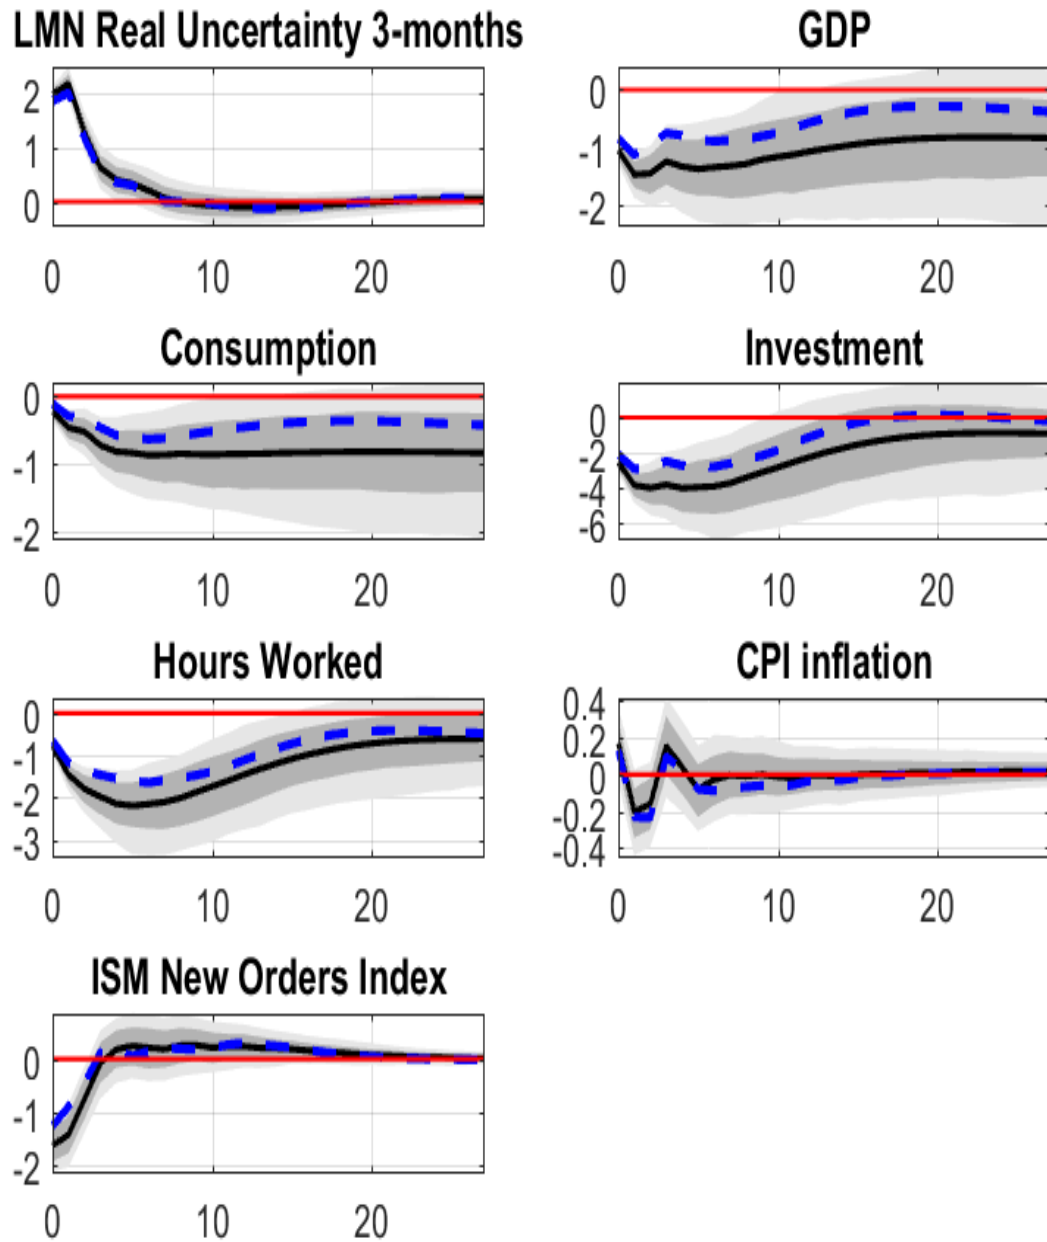 LMN Real Uncertainty 3-months
2
1
0
0 10 20
GDP
0
-1
-2
0 10 20
Consumption
0
-1
-2
0 10 20
Investment
0
-2
-4
-6
0 10 20
Hours Worked
0
-1
-2
-3
0 10 20
CPI inflation
0.4
0.2
0
-0.2
-0.4
0 10 20
ISM New Orders Index
0
-1
-2
0 10 20